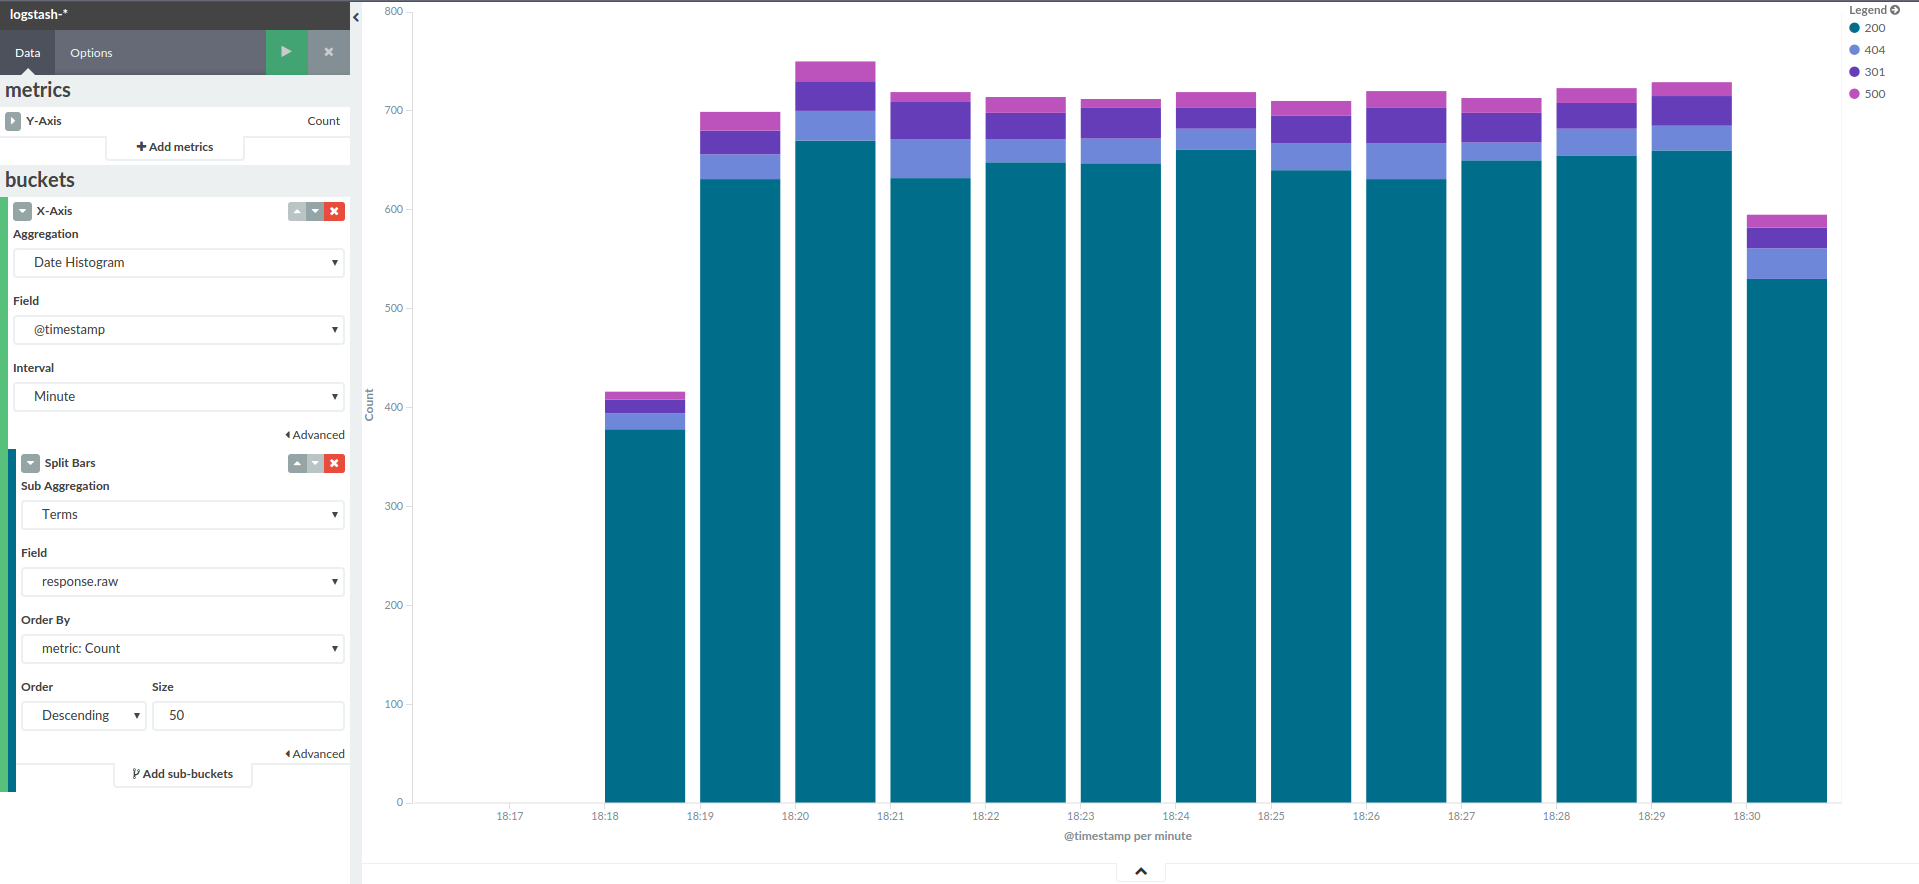 logstash-*
Data Options
metrics
Y-Axis Count
Add metrics
buckets
X-Axis
Aggregation
Date Histogram
Field
@timestamp
Interval
Minute
Advanced
Split Bars
Sub Aggregation
Terms
Field
response.raw
Order By
metric: Count
Order Size
Descending 50
Advanced
Add sub-buckets
Count
800
700
600
500
400
300
200
100
0
18:17 18:18 18:19 18:20 18:21 18:22 18:23 18:24 18:25 18:26 18:27 18:28 18:29 18:30
@timestamp per minute
Legend
200
404
301
500